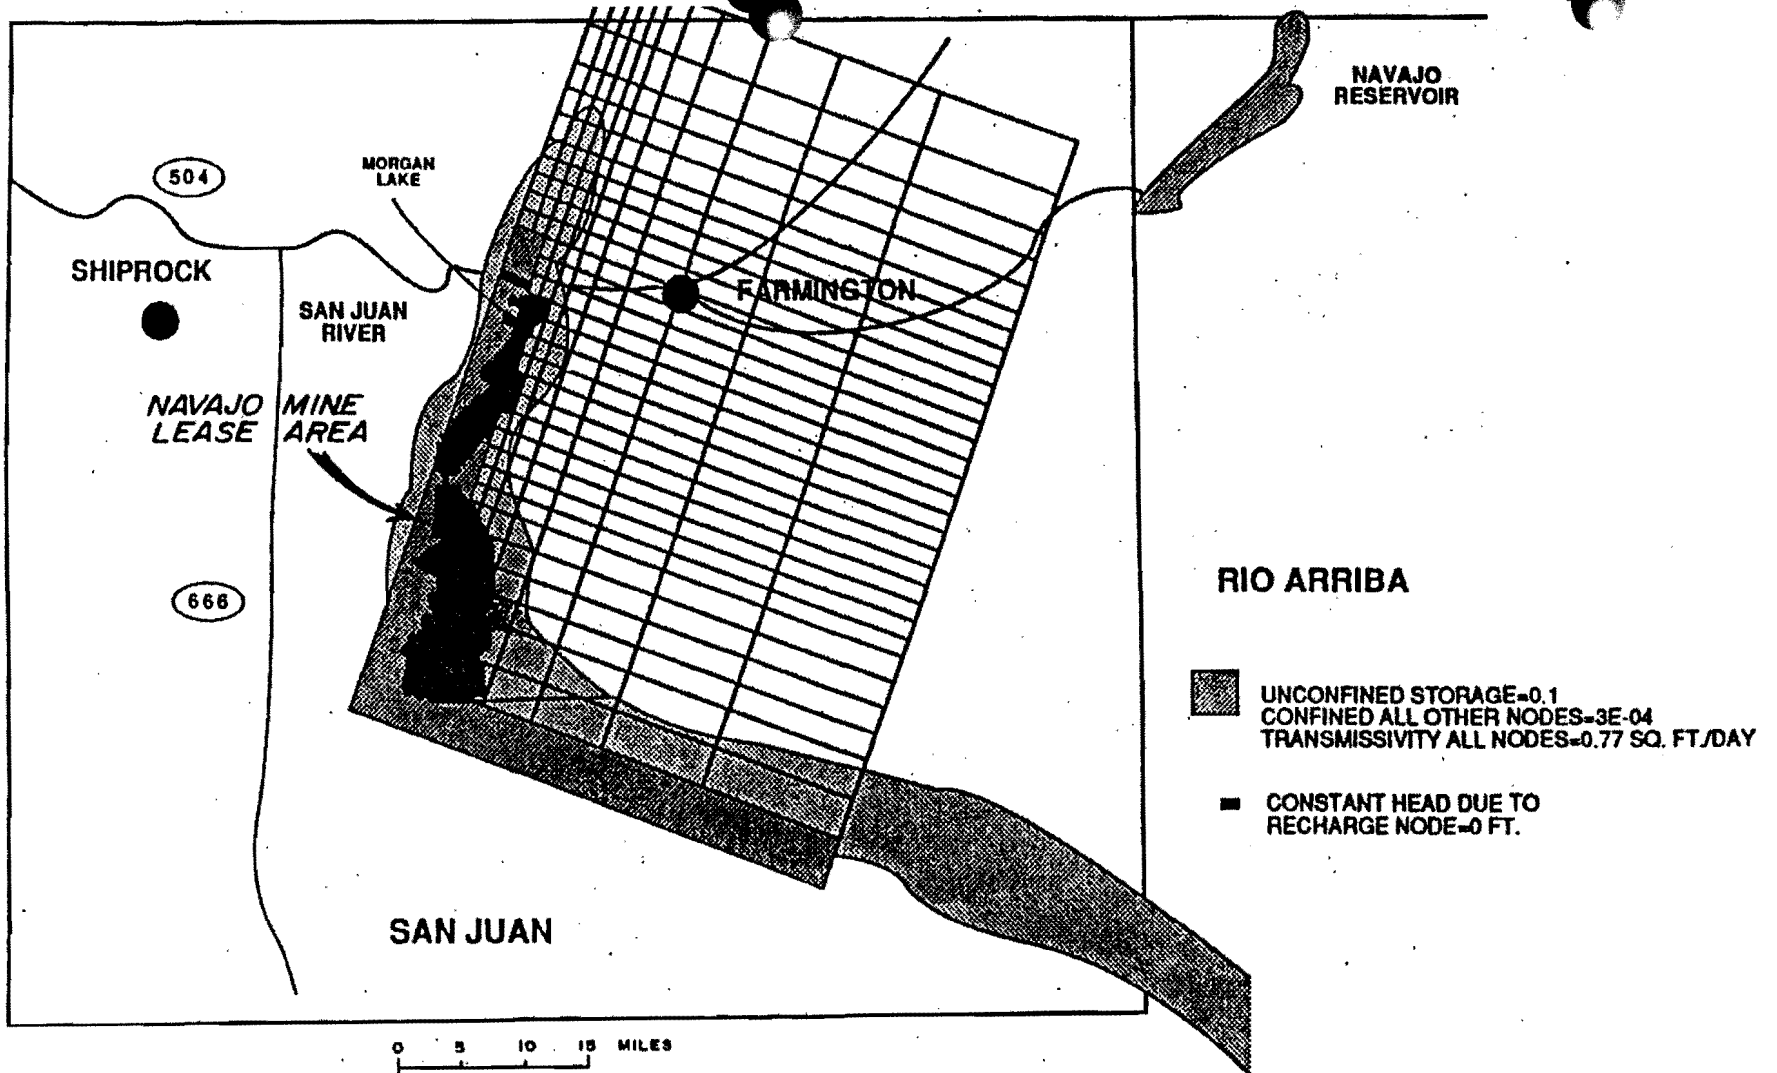 NAVAJO
RESERVOIR
MORGAN
LAKE
504
SHIPROCK
SAN JUAN
RIVER
FARMINGTON
NAVAJO MINE
LEASE AREA
666
RIO ARRIBA
UNCONFINED STORAGE=0.1
CONFINED ALL OTHER NODES=3E-04
TRANSMISSIVITY ALL NODES=0.77 SQ. FT./DAY
CONSTANT HEAD DUE TO
RECHARGE NODE=0 FT.
SAN JUAN
0 5 10 15 MILES